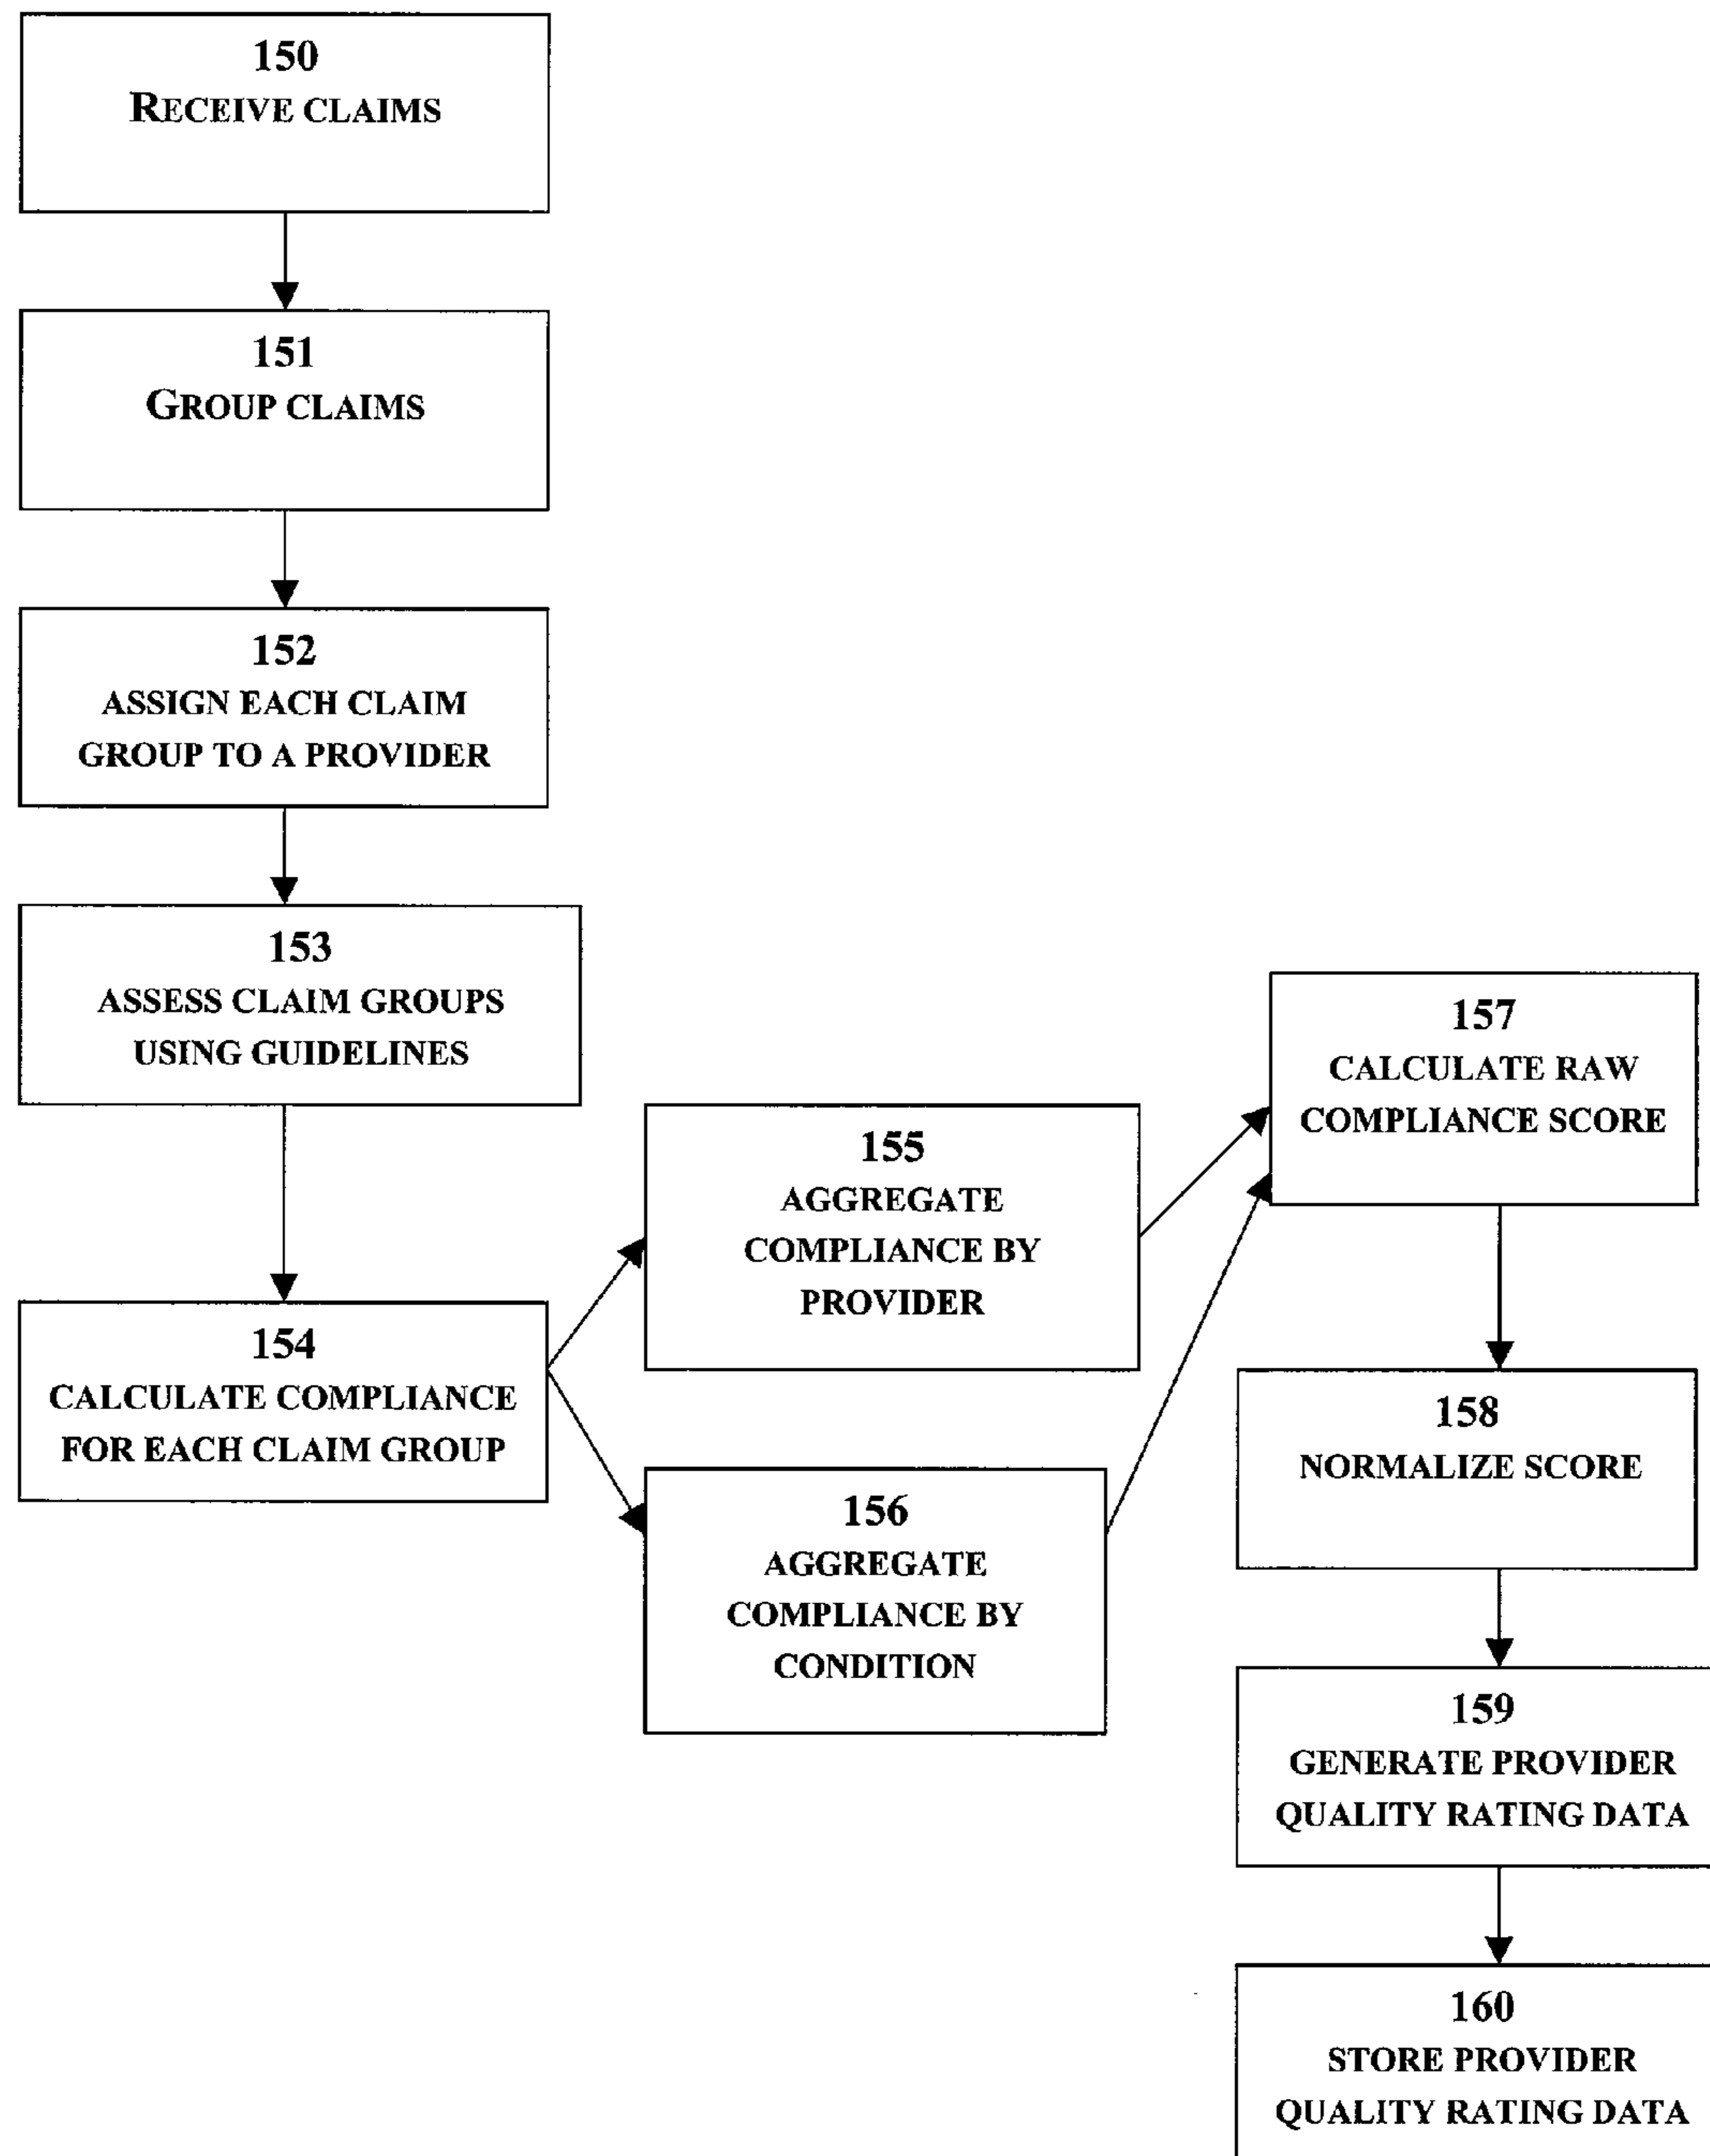 150
RECEIVE CLAIMS
151
GROUP CLAIMS
152
ASSIGN EACH CLAIM
GROUP TO A PROVIDER
153
ASSESS CLAIM GROUPS
USING GUIDELINES
154
CALCULATE COMPLIANCE
FOR EACH CLAIM GROUP
155
AGGREGATE
COMPLIANCE BY
PROVIDER
156
AGGREGATE
COMPLIANCE BY
CONDITION
157
CALCULATE RAW
COMPLIANCE SCORE
158
NORMALIZE SCORE
159
GENERATE PROVIDER
QUALITY RATING DATA
160
STORE PROVIDER
QUALITY RATING DATA